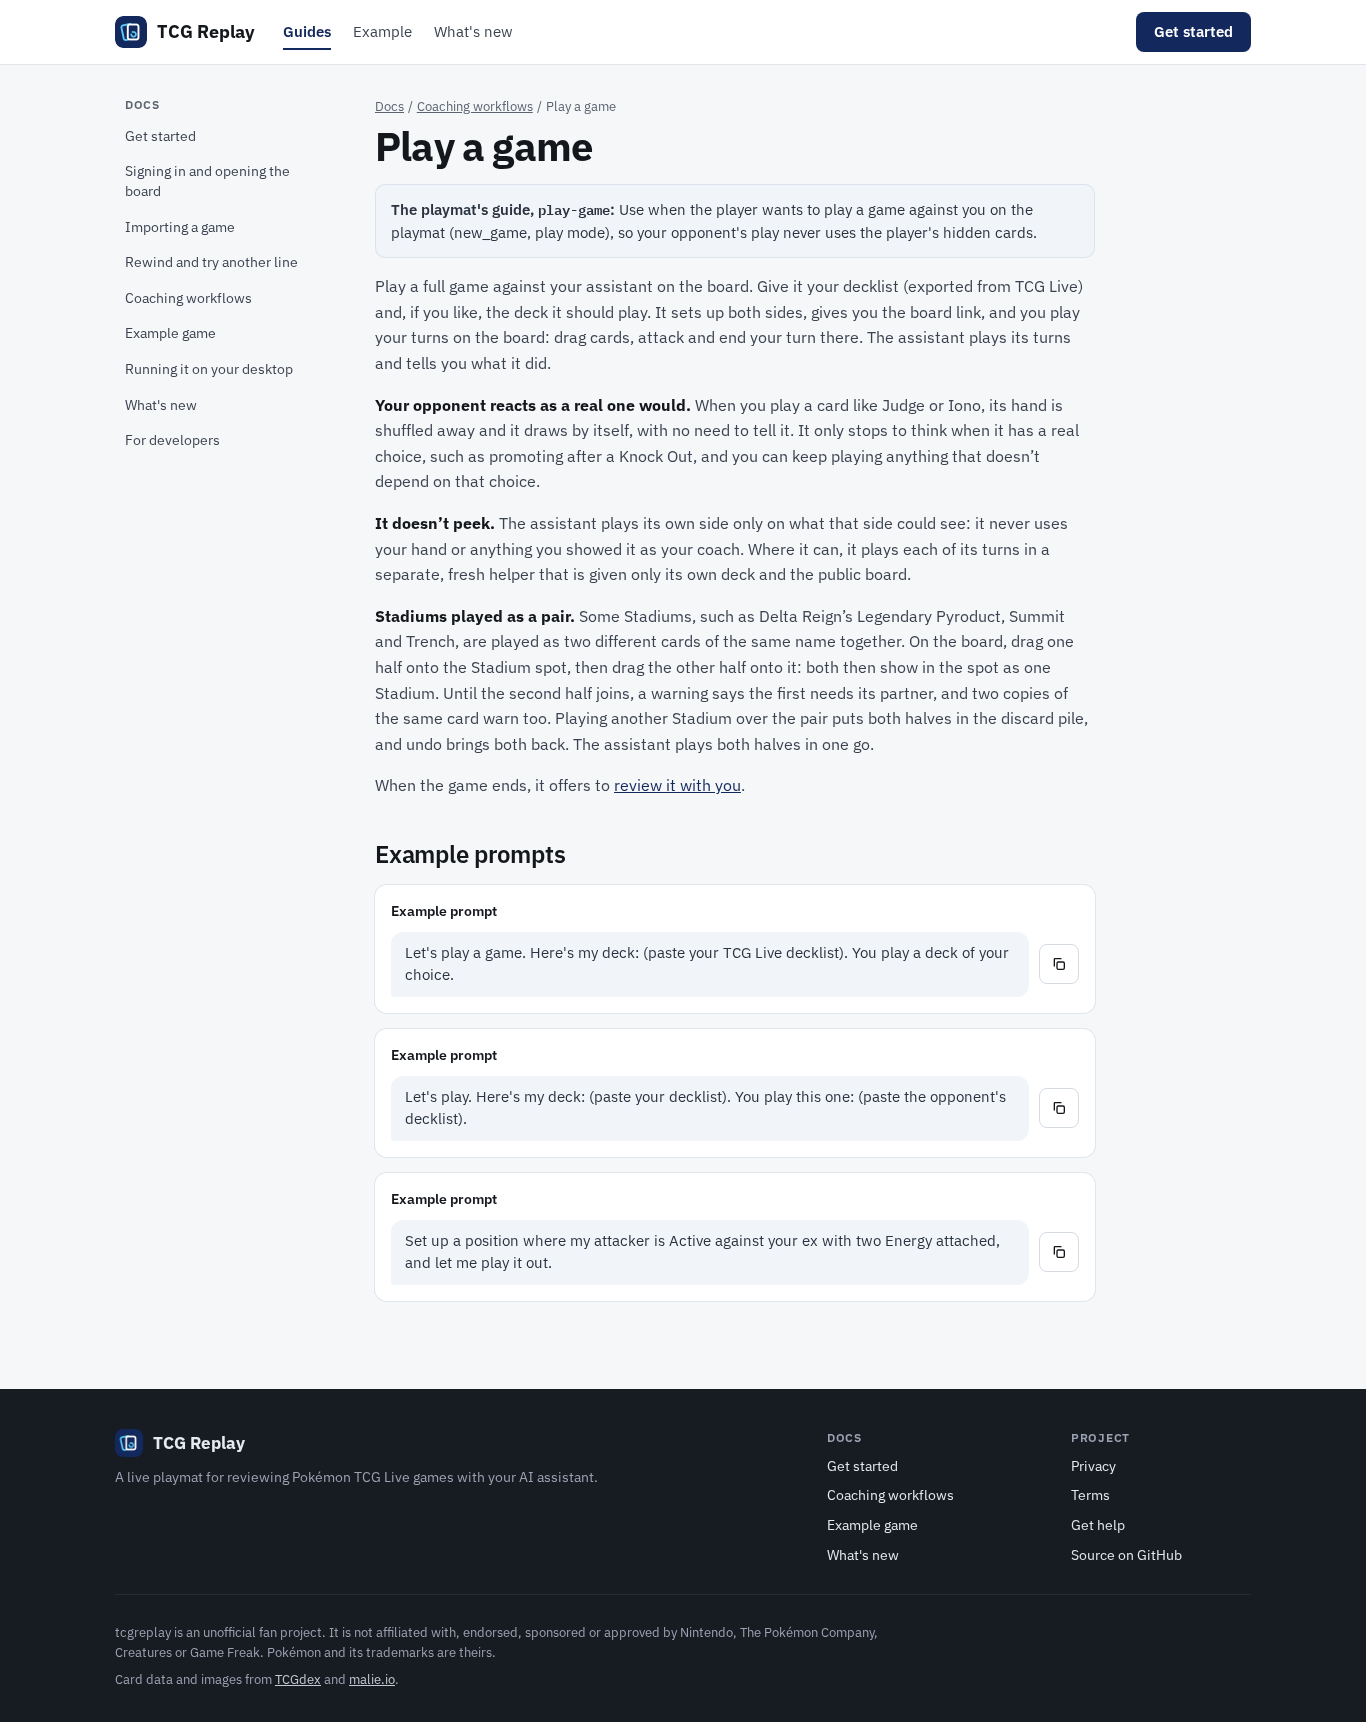 TCG Replay
Guides
Example
What's new
Get started
DOCS
Get started
Signing in and opening the
board
Importing a game
Rewind and try another line
Coaching workflows
Example game
Running it on your desktop
What's new
For developers
Docs / Coaching workflows / Play a game
Play a game
The playmat's guide, play-game: Use when the player wants to play a game against you on the
playmat (new_game, play mode), so your opponent's play never uses the player's hidden cards.
Play a full game against your assistant on the board. Give it your decklist (exported from TCG Live)
and, if you like, the deck it should play. It sets up both sides, gives you the board link, and you play
your turns on the board: drag cards, attack and end your turn there. The assistant plays its turns
and tells you what it did.
Your opponent reacts as a real one would. When you play a card like Judge or Iono, its hand is
shuffled away and it draws by itself, with no need to tell it. It only stops to think when it has a real
choice, such as promoting after a Knock Out, and you can keep playing anything that doesn’t
depend on that choice.
It doesn’t peek. The assistant plays its own side only on what that side could see: it never uses
your hand or anything you showed it as your coach. Where it can, it plays each of its turns in a
separate, fresh helper that is given only its own deck and the public board.
Stadiums played as a pair. Some Stadiums, such as Delta Reign’s Legendary Pyroduct, Summit
and Trench, are played as two different cards of the same name together. On the board, drag one
half onto the Stadium spot, then drag the other half onto it: both then show in the spot as one
Stadium. Until the second half joins, a warning says the first needs its partner, and two copies of
the same card warn too. Playing another Stadium over the pair puts both halves in the discard pile,
and undo brings both back. The assistant plays both halves in one go.
When the game ends, it offers to review it with you.
Example prompts
Example prompt
Let's play a game. Here's my deck: (paste your TCG Live decklist). You play a deck of your
choice.
Example prompt
Let's play. Here's my deck: (paste your decklist). You play this one: (paste the opponent's
decklist).
Example prompt
Set up a position where my attacker is Active against your ex with two Energy attached,
and let me play it out.
TCG Replay
A live playmat for reviewing Pokémon TCG Live games with your AI assistant.
DOCS
Get started
Coaching workflows
Example game
What's new
PROJECT
Privacy
Terms
Get help
Source on GitHub
tcgreplay is an unofficial fan project. It is not affiliated with, endorsed, sponsored or approved by Nintendo, The Pokémon Company,
Creatures or Game Freak. Pokémon and its trademarks are theirs.
Card data and images from TCGdex and malie.io.